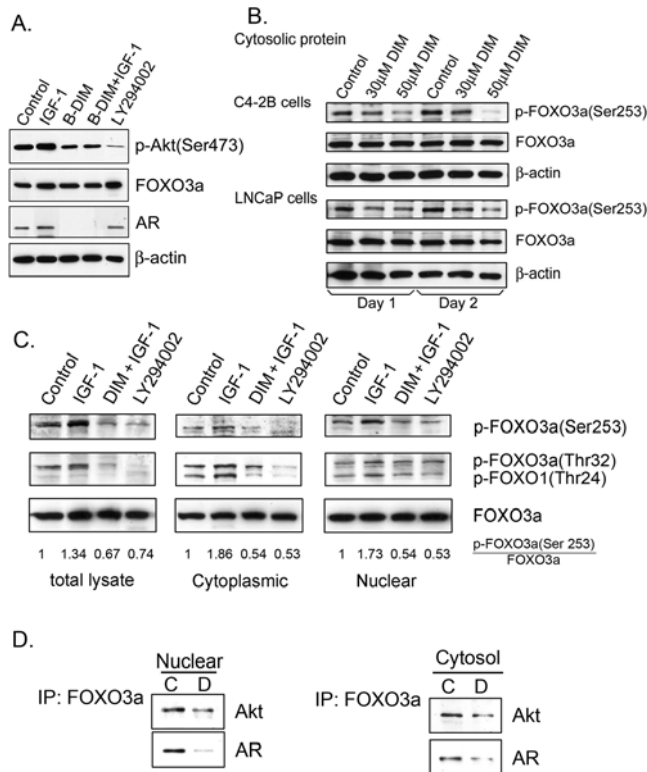 A.
Control
IGF-1
B-DIM
B-DIM+IGF-1
LY294002
p-Akt(Ser473)
FOXO3a
AR
β-actin
B.
Cytosolic protein
Control
30μM DIM
50μM DIM
Control
30μM DIM
50μM DIM
C4-2B cells
p-FOXO3a(Ser253)
FOXO3a
β-actin
LNCaP cells
p-FOXO3a(Ser253)
FOXO3a
β-actin
Day 1 Day 2
C.
Control
IGF-1
DIM+IGF-1
LY294002
Control
IGF-1
DIM+IGF-1
LY294002
Control
IGF-1
DIM+IGF-1
LY294002
p-FOXO3a(Ser253)
p-FOXO3a(Thr32)
p-FOXO1(Thr24)
FOXO3a
1 1.34 0.67 0.74 1 1.86 0.54 0.53 1 1.73 0.54 0.53
p-FOXO3a(Ser 253)
FOXO3a
total lysate Cytoplasmic Nuclear
D.
Nuclear
C D
IP: FOXO3a
Akt
AR
Cytosol
C D
IP: FOXO3a
Akt
AR